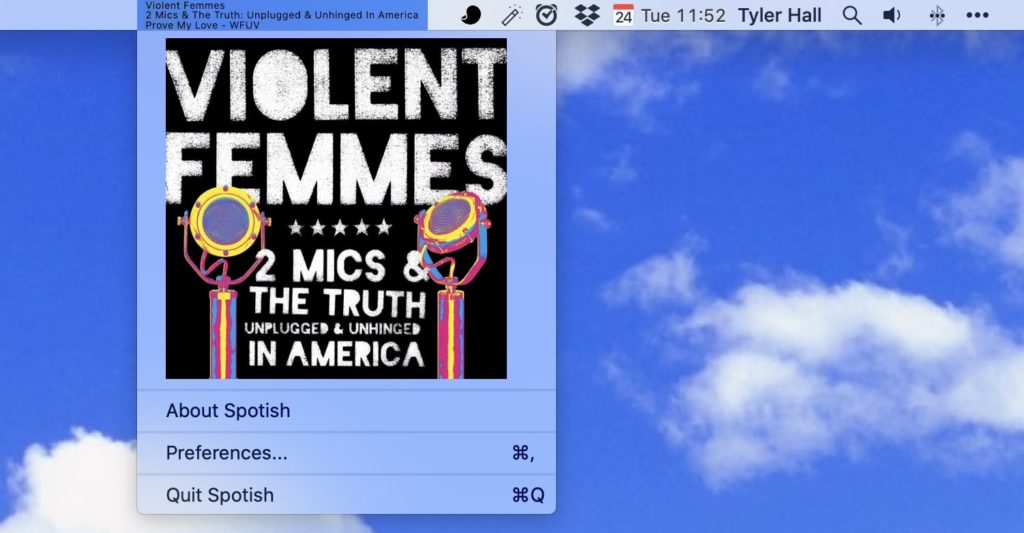 Violent Femmes
2 Mics & The Truth: Unplugged & Unhinged In America
Prove My Love - WFUV
24 Tue 11:52 Tyler Hall
VIOLENT
FEMMES
2 MICS &
THE TRUTH
UNPLUGGED & UNHINGED
IN AMERICA
About Spotish
Preferences... ⌘,
Quit Spotish ⌘Q